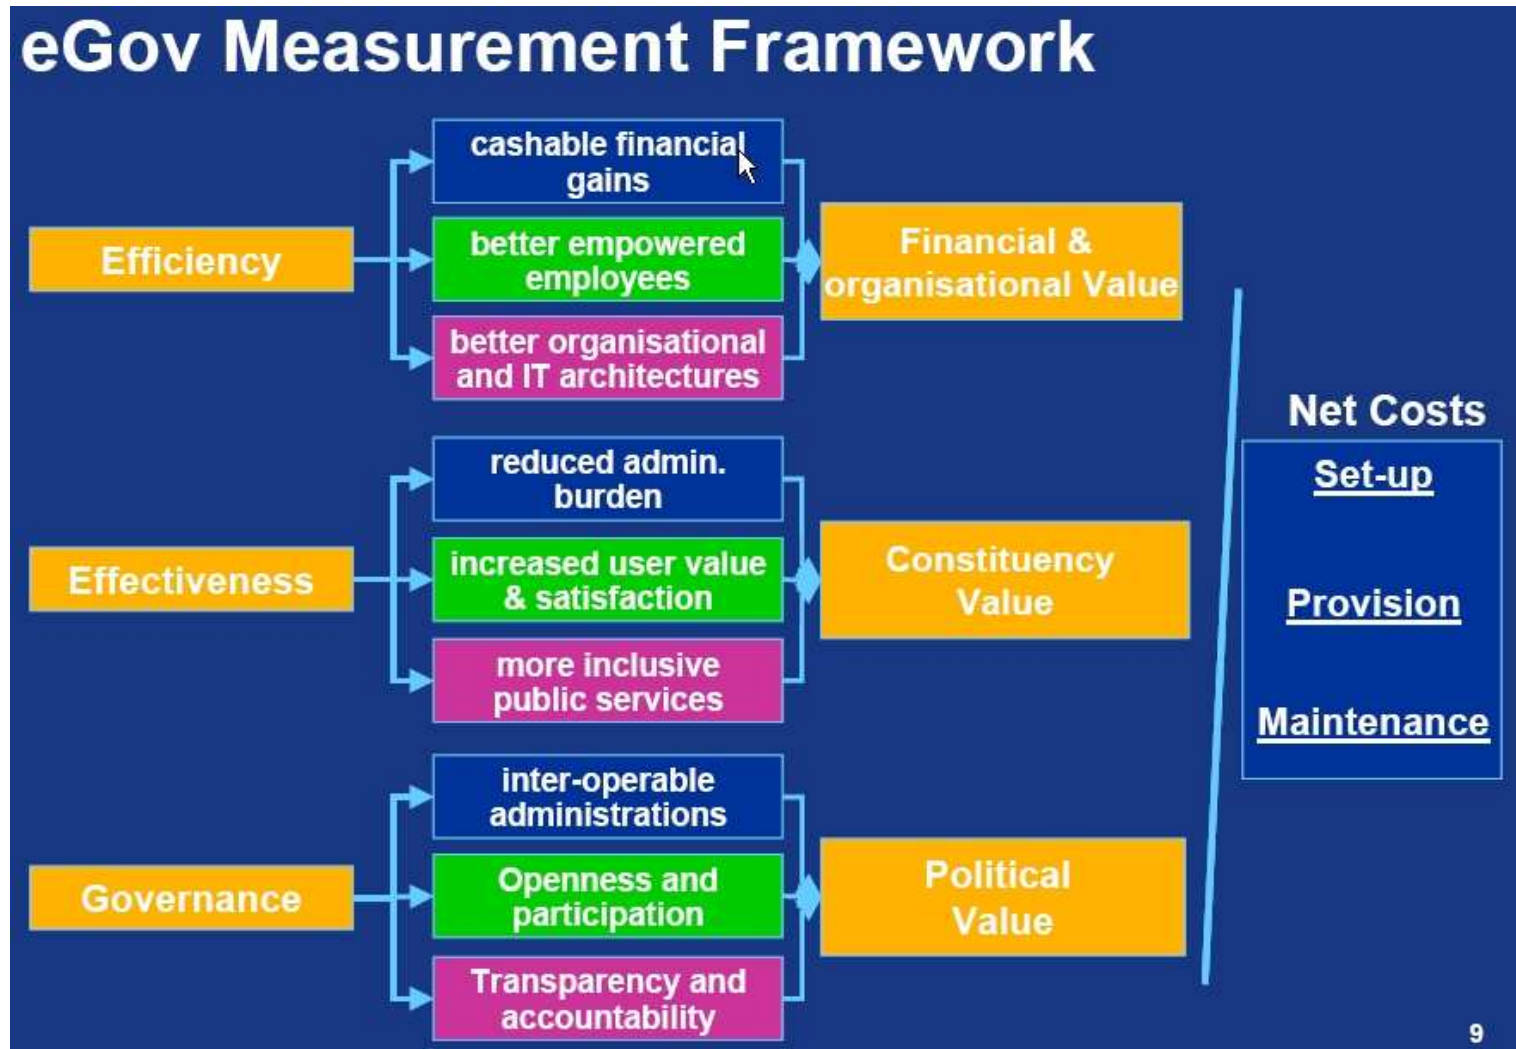 eGov Measurement Framework
cashable financial
gains
Efficiency
better empowered
employees
better organisational
and IT architectures
Financial &
organisational Value
reduced admin.
burden
Effectiveness
increased user value
& satisfaction
more inclusive
public services
Constituency
Value
inter-operable
administrations
Governance
Openness and
participation
Transparency and
accountability
Political
Value
Net Costs
Set-up
Provision
Maintenance
9